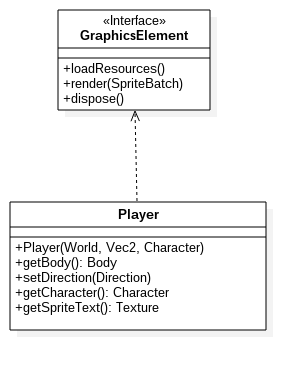 «Interface»
GraphicsElement
+loadResources()
+render(SpriteBatch)
+dispose()
Player
+Player(World, Vec2, Character)
+getBody(): Body
+setDirection(Direction)
+getCharacter(): Character
+getSpriteText(): Texture